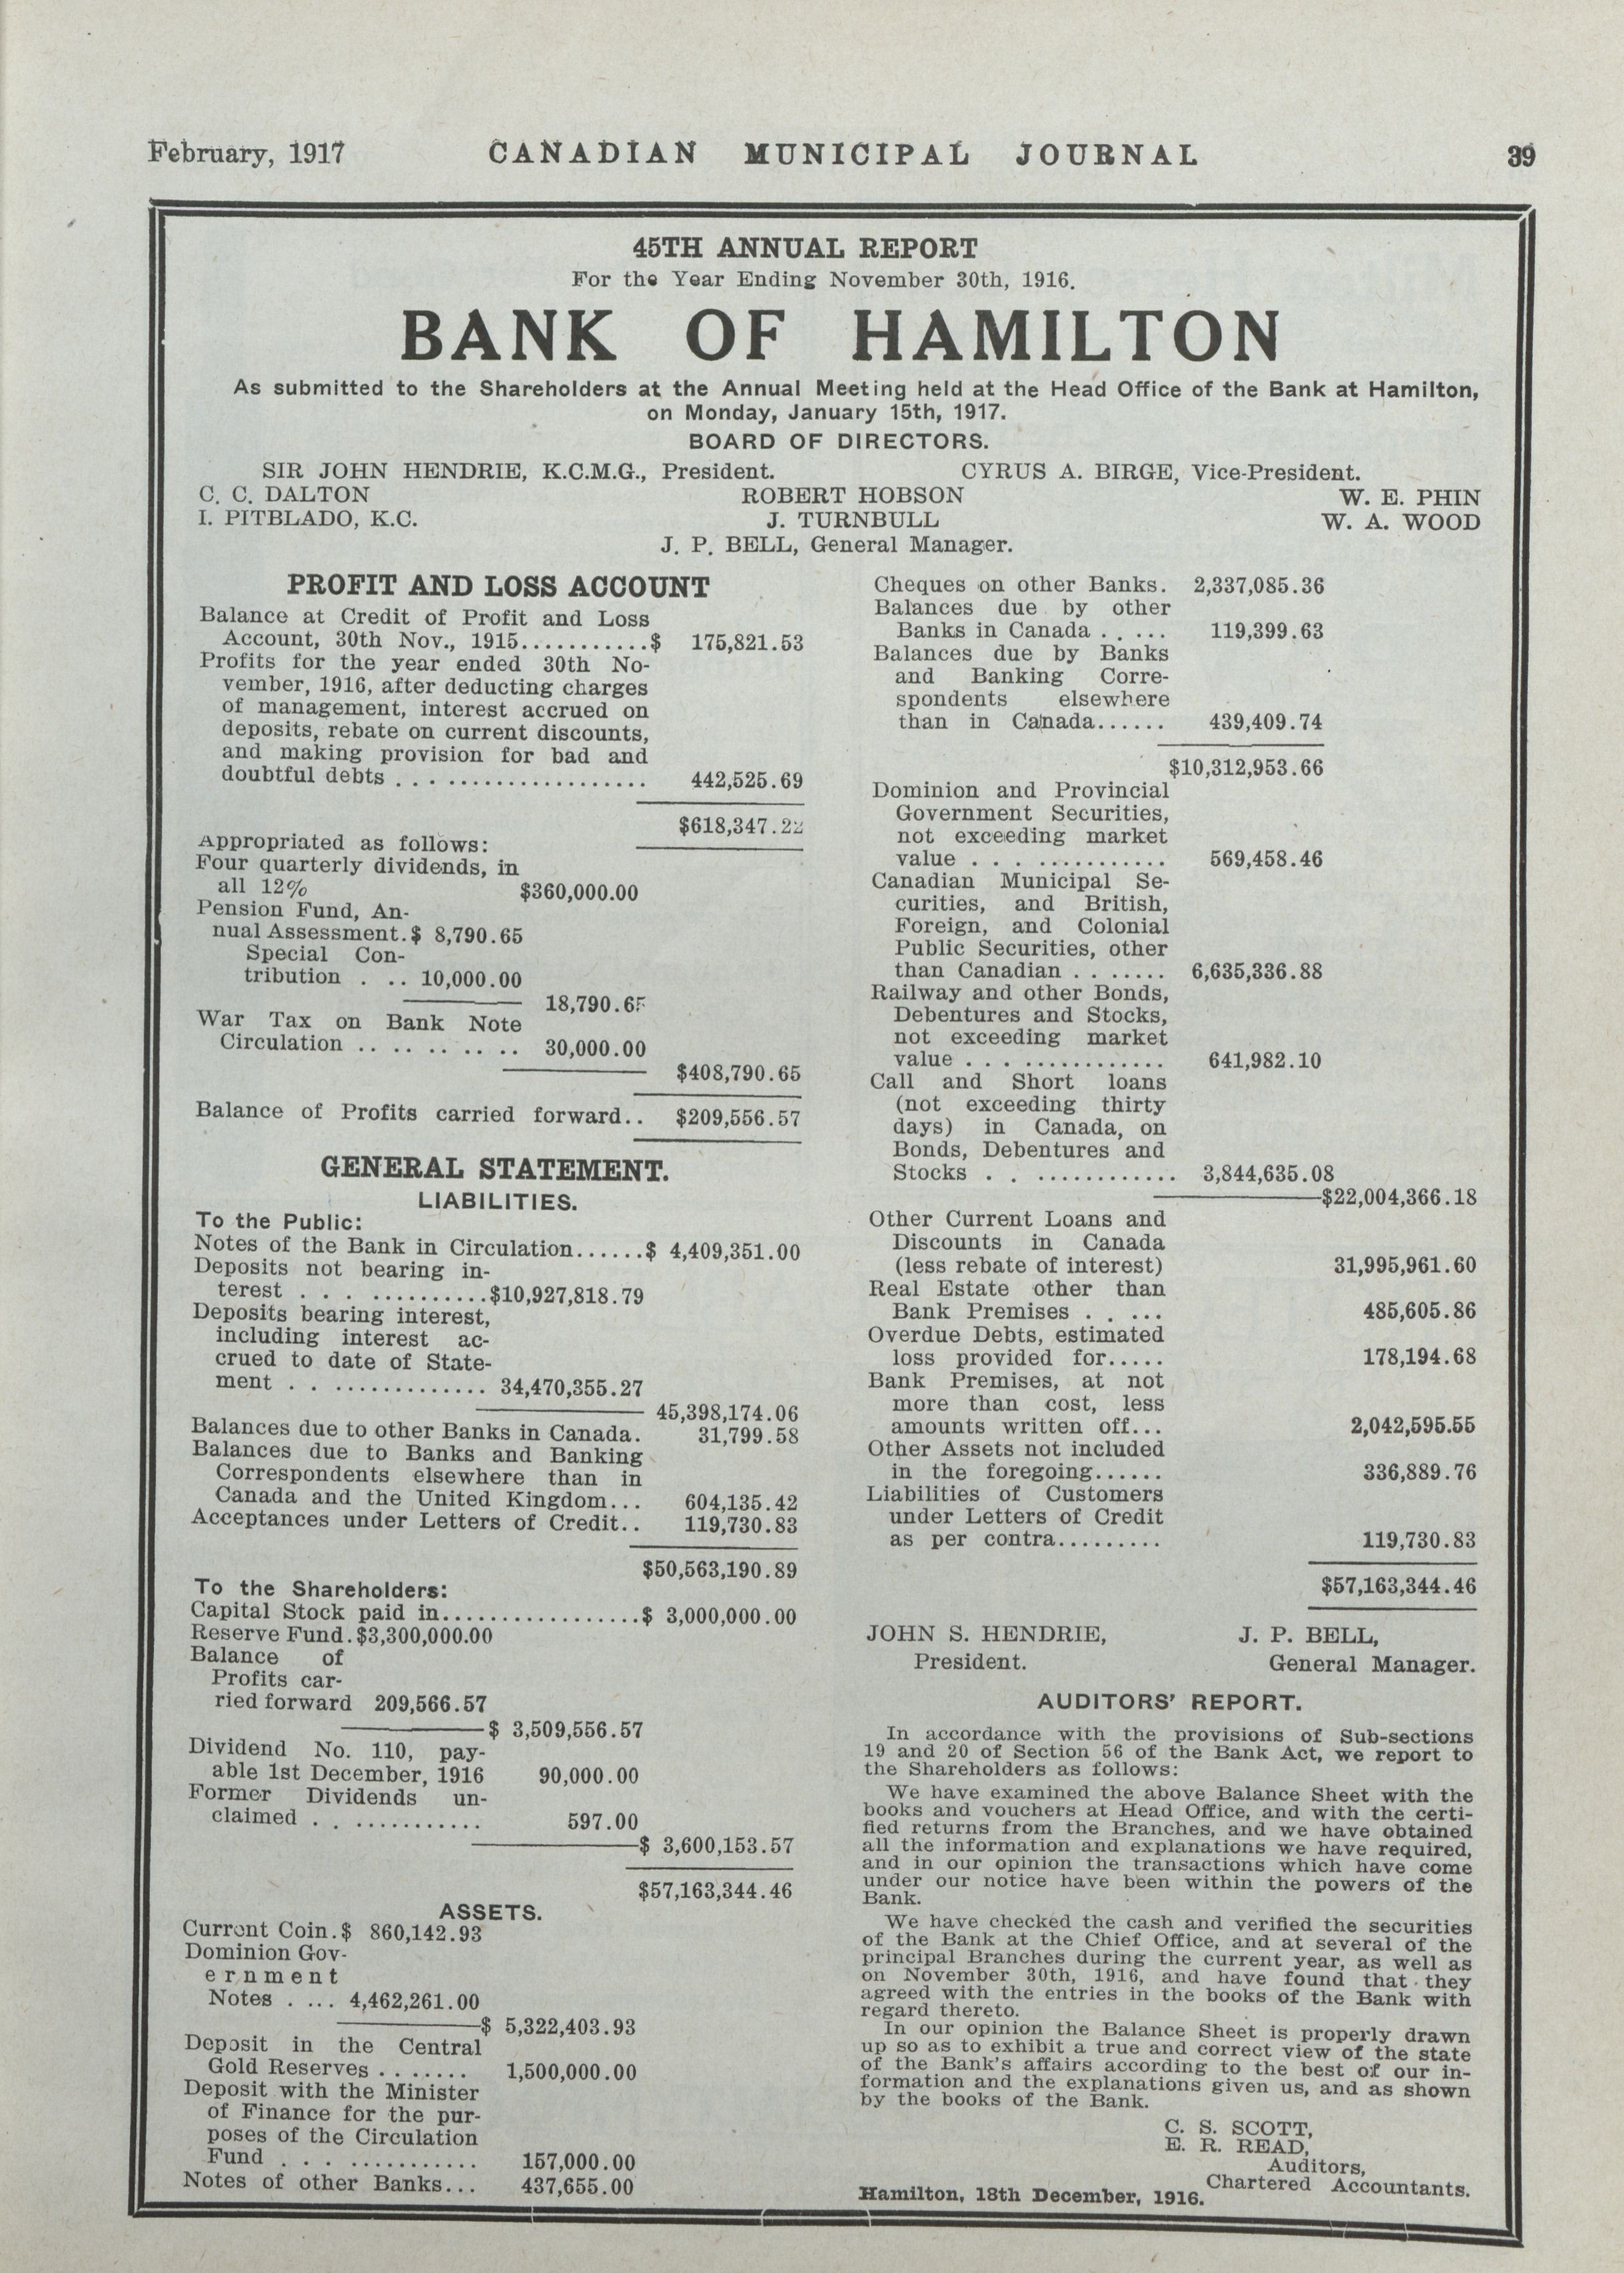 February, 1917 CANADIAN MUNICIPAL JOURNAL 39
45TH ANNUAL REPORT
For the Year Ending November 30th, 1916.
BANK OF HAMILTON
As submitted to the Shareholders at the Annual Meeting held at the Head Office of the Bank at Hamilton,
on Monday, January 15th, 1917.
BOARD OF DIRECTORS.
SIR JOHN HENDRIE, K.C.M.G., President. CYRUS A. BIRGE, Vice-President.
C. C. DALTON ROBERT HOBSON W. E. PHIN
I. PITBLADO, K.C. J. TURNBULL W. A. WOOD
J. P. BELL, General Manager.
PROFIT AND LOSS ACCOUNT
Balance at Credit of Profit and Loss
Account, 30th Nov., 1915...........$ 175,821.53
Profits for the year ended 30th No-
vember, 1916, after deducting charges
of management, interest accrued on
deposits, rebate on current discounts,
and making provision for bad and
doubtful debts . . .................... 442,525.69
$618,347.22
Appropriated as follows:
Four quarterly dividends, in
all 12% $360,000.00
Pension Fund, An-
nual Assessment.$ 8,790.65
Special Con-
tribution . .. 10,000.00
18,790.65
War Tax on Bank Note
Circulation .. .. .. .. .. 30,000.00
$408,790.65
Balance of Profits carried forward.. $209,556.57
GENERAL STATEMENT.
LIABILITIES.
To the Public:
Notes of the Bank in Circulation......$ 4,409,351.00
Deposits not bearing in-
terest . . . ..........$10,927,818.79
Deposits bearing interest,
including interest ac-
crued to date of State-
ment . . ............. 34,470,355.27
45,398,174.06
Balances due to other Banks in Canada. 31,799.58
Balances due to Banks and Banking
Correspondents elsewhere than in
Canada and the United Kingdom... 604,135.42
Acceptances under Letters of Credit.. 119,730.83
$50,563,190.89
To the Shareholders:
Capital Stock paid in.................$ 3,000,000.00
Reserve Fund.$3,300,000.00
Balance of
Profits car-
ried forward 209,566.57
$ 3,509,556.57
Dividend No. 110, pay-
able 1st December, 1916 90,000.00
Former Dividends un-
claimed . . ........... 597.00
$ 3,600,153.57
$57,163,344.46
ASSETS.
Current Coin.$ 860,142.93
Dominion Gov-
ernment
Notes . ... 4,462,261.00
$ 5,322,403.93
Deposit in the Central
Gold Reserves ....... 1,500,000.00
Deposit with the Minister
of Finance for the pur-
poses of the Circulation
Fund . . . ........... 157,000.00
Notes of other Banks... 437,655.00
Cheques on other Banks. 2,337,085.36
Balances due by other
Banks in Canada . . ... 119,399.63
Balances due by Banks
and Banking Corre-
spondents elsewhere
than in Canada...... 439,409.74
$10,312,953.66
Dominion and Provincial
Government Securities,
not exceeding market
value . . . ............ 569,458.46
Canadian Municipal Se-
curities, and British,
Foreign, and Colonial
Public Securities, other
than Canadian . ...... 6,635,336.88
Railway and other Bonds,
Debentures and Stocks,
not exceeding market
value . . . ............. 641,982.10
Call and Short loans
(not exceeding thirty
days) in Canada, on
Bonds, Debentures and
Stocks . . ............ 3,844,635.08
$22,004,366.18
Other Current Loans and
Discounts in Canada
(less rebate of interest) 31,995,961.60
Real Estate other than
Bank Premises . . ... 485,605.86
Overdue Debts, estimated
loss provided for..... 178,194.68
Bank Premises, at not
more than cost, less
amounts written off... 2,042,595.55
Other Assets not included
in the foregoing...... 336,889.76
Liabilities of Customers
under Letters of Credit
as per contra......... 119,730.83
$57,163,344.46
JOHN S. HENDRIE, J. P. BELL,
President. General Manager.
AUDITORS' REPORT.
In accordance with the provisions of Sub-sections
19 and 20 of Section 56 of the Bank Act, we report to
the Shareholders as follows:
We have examined the above Balance Sheet with the
books and vouchers at Head Office, and with the certi-
fied returns from the Branches, and we have obtained
all the information and explanations we have required,
and in our opinion the transactions which have come
under our notice have been within the powers of the
Bank.
We have checked the cash and verified the securities
of the Bank at the Chief Office, and at several of the
principal Branches during the current year, as well as
on November 30th, 1916, and have found that they
agreed with the entries in the books of the Bank with
regard thereto.
In our opinion the Balance Sheet is properly drawn
up so as to exhibit a true and correct view of the state
of the Bank's affairs according to the best of our in-
formation and the explanations given us, and as shown
by the books of the Bank.
C. S. SCOTT,
E. R. READ,
Auditors,
Chartered Accountants.
Hamilton, 18th December, 1916.